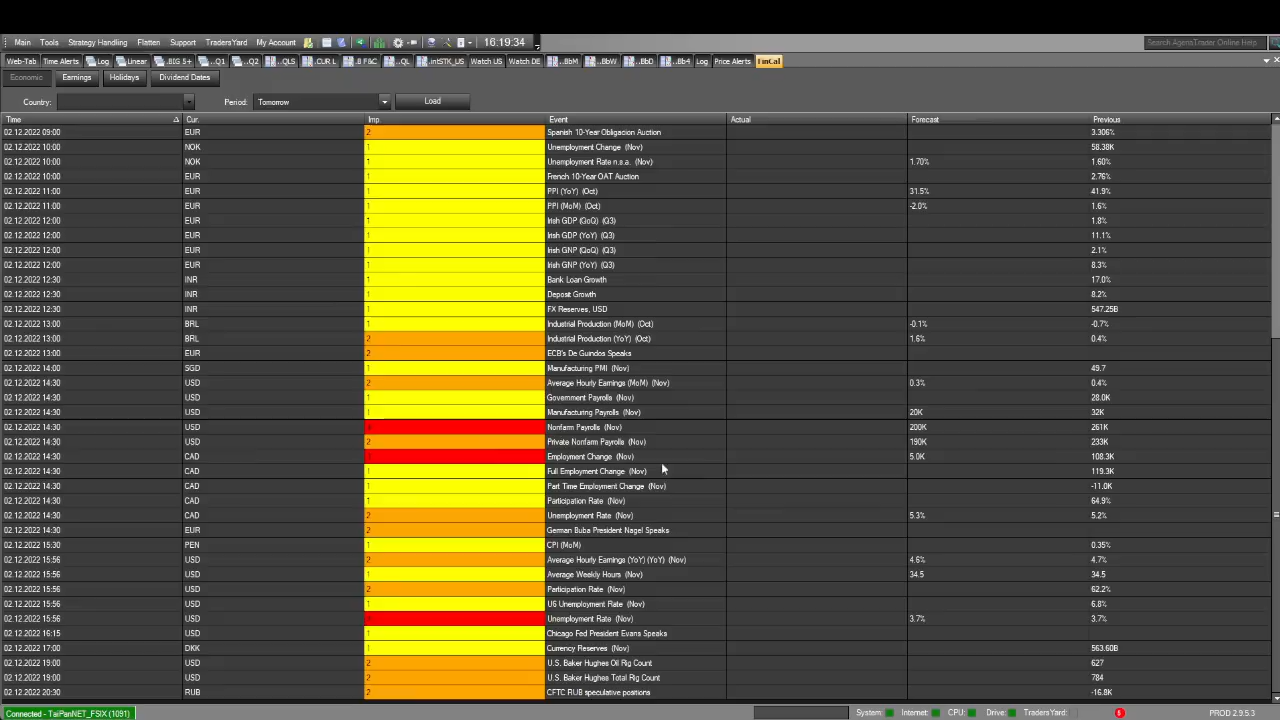 Main Tools Strategy Handling Flatten Support TradersYard My Account 16:19:34 Search AgenaTrader Online Help
Web-Tab Time Alerts Log Linear .BIG 5+ ..Q1 ..Q2 .QLS .CUR L .B F&C ..QL .intSTK_US Watch US Watch DE ..BbM ..BbW ..BbD ..Bb4 Log Price Alerts FinCal
Economic Earnings Holidays Dividend Dates
Country: Period: Tomorrow Load
Time Cur. Imp Event Actual Forecast Previous
02.12.2022 09:00 EUR 2 Spanish 10-Year Obligacion Auction 3.306%
02.12.2022 10:00 NOK 1 Unemployment Change (Nov) 58.38K
02.12.2022 10:00 NOK 1 Unemployment Rate n.s.a. (Nov) 1.70% 1.60%
02.12.2022 10:00 EUR 1 French 10-Year OAT Auction 2.76%
02.12.2022 11:00 EUR 1 PPI (YoY) (Oct) 31.5% 41.9%
02.12.2022 11:00 EUR 1 PPI (MoM) (Oct) -2.0% 1.6%
02.12.2022 12:00 EUR 1 Irish GDP (QoQ) (Q3) 1.8%
02.12.2022 12:00 EUR 1 Irish GDP (YoY) (Q3) 11.1%
02.12.2022 12:00 EUR 1 Irish GNP (QoQ) (Q3) 2.1%
02.12.2022 12:00 EUR 1 Irish GNP (YoY) (Q3) 8.3%
02.12.2022 12:30 INR 1 Bank Loan Growth 17.0%
02.12.2022 12:30 INR 1 Deposit Growth 8.2%
02.12.2022 12:30 INR 1 FX Reserves, USD 547.25B
02.12.2022 13:00 BRL 1 Industrial Production (MoM) (Oct) -0.1% -0.7%
02.12.2022 13:00 BRL 2 Industrial Production (YoY) (Oct) 1.6% 0.4%
02.12.2022 13:00 EUR 2 ECB's De Guindos Speaks
02.12.2022 14:00 SGD 1 Manufacturing PMI (Nov) 49.7
02.12.2022 14:30 USD 2 Average Hourly Earnings (MoM) (Nov) 0.3% 0.4%
02.12.2022 14:30 USD 1 Government Payrolls (Nov) 28.0K
02.12.2022 14:30 USD 1 Manufacturing Payrolls (Nov) 20K 32K
02.12.2022 14:30 USD Nonfarm Payrolls (Nov) 200K 261K
02.12.2022 14:30 USD 2 Private Nonfarm Payrolls (Nov) 190K 233K
02.12.2022 14:30 CAD Employment Change (Nov) 5.0K 108.3K
02.12.2022 14:30 CAD 1 Full Employment Change (Nov) 119.3K
02.12.2022 14:30 CAD 1 Part Time Employment Change (Nov) -11.0K
02.12.2022 14:30 CAD 1 Participation Rate (Nov) 64.9%
02.12.2022 14:30 CAD 2 Unemployment Rate (Nov) 5.3% 5.2%
02.12.2022 14:30 EUR 2 German Buba President Nagel Speaks
02.12.2022 15:30 PEN 1 CPI (MoM) 0.35%
02.12.2022 15:56 USD 2 Average Hourly Earnings (YoY) (YoY) (Nov) 4.6% 4.7%
02.12.2022 15:56 USD 1 Average Weekly Hours (Nov) 34.5 34.5
02.12.2022 15:56 USD 2 Participation Rate (Nov) 62.2%
02.12.2022 15:56 USD 1 U6 Unemployment Rate (Nov) 6.8%
02.12.2022 15:56 USD Unemployment Rate (Nov) 3.7% 3.7%
02.12.2022 16:15 USD 1 Chicago Fed President Evans Speaks
02.12.2022 17:00 DKK 1 Currency Reserves (Nov) 563.60B
02.12.2022 19:00 USD 2 U.S. Baker Hughes Oil Rig Count 627
02.12.2022 19:00 USD 2 U.S. Baker Hughes Total Rig Count 784
02.12.2022 20:30 RUB 2 CFTC RUB speculative positions -16.8K
Connected - TaiPanNET_FSIX (1091) System: Internet: CPU: Drive: TradersYard: 6 PROD 2.9.5.3